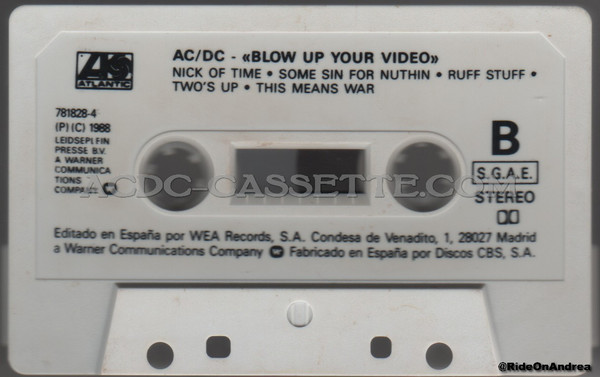 AC/DC - «BLOW UP YOUR VIDEO»
NICK OF TIME • SOME SIN FOR NUTHIN • RUFF STUFF •
TWO'S UP • THIS MEANS WAR
ATLANTIC
781828-4
(P)(C) 1988
LEIDSEPLEIN
PRESSE B.V.
A WARNER
COMMUNICA
TIONS
COMPANY
B
S.G.A.E.
STEREO
ACDC-CASSETTE.COM
Editado en España por WEA Records, S.A. Condesa de Venadito, 1, 28027 Madrid
a Warner Communications Company Fabricado en España por Discos CBS, S.A.
@RideOnAndrea